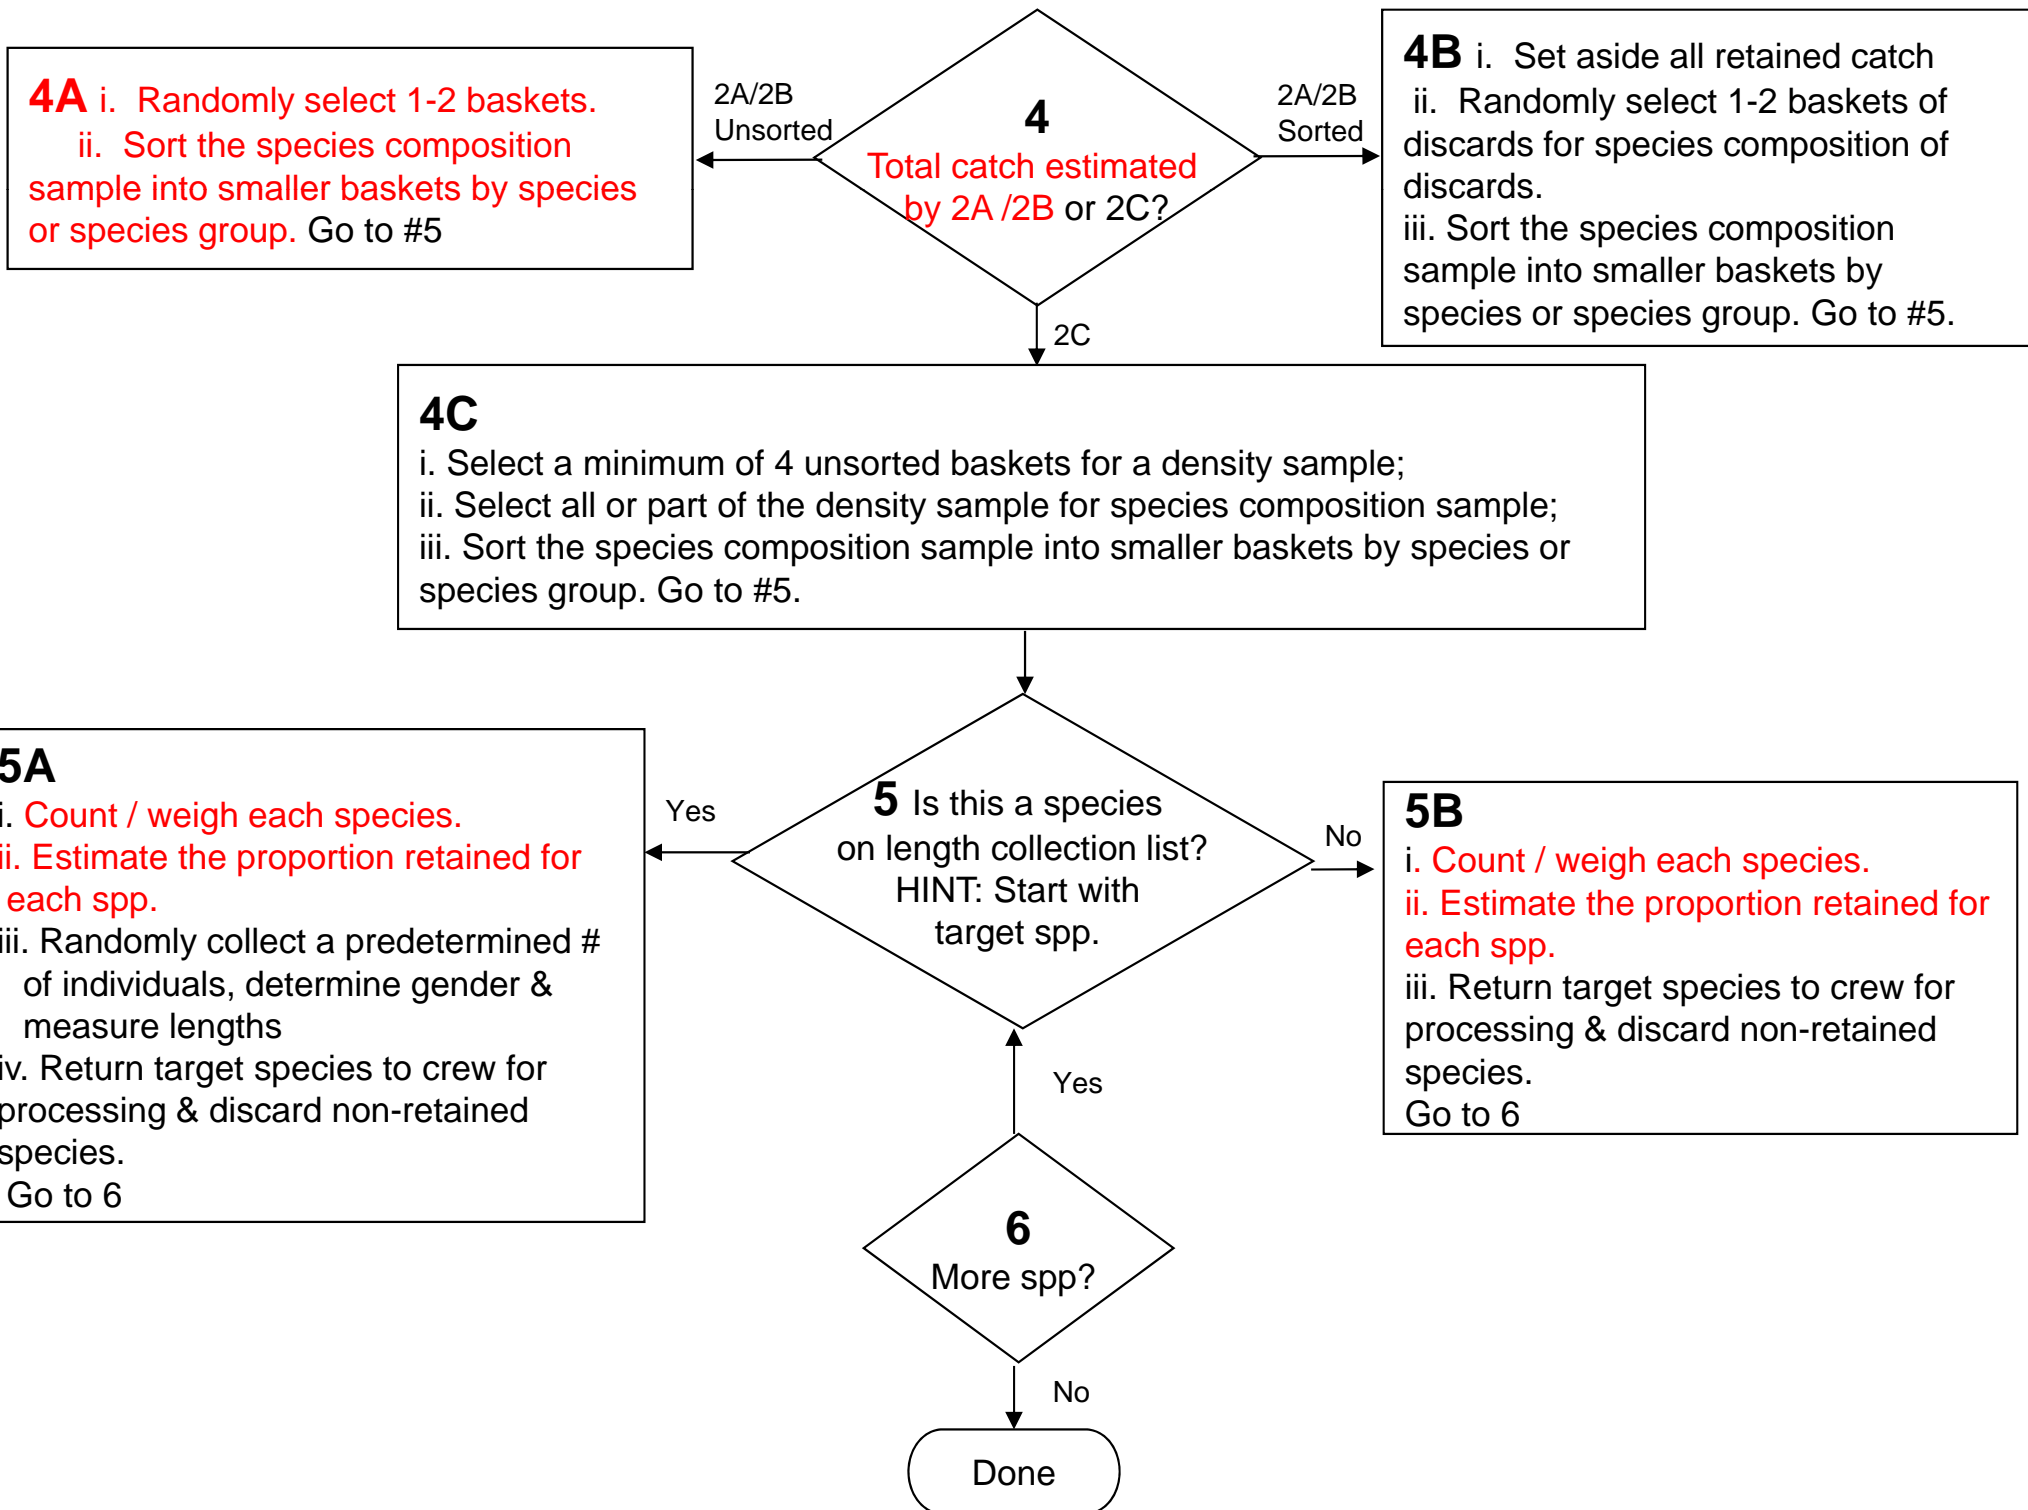 4A i. Randomly select 1-2 baskets.
ii. Sort the species composition
sample into smaller baskets by species
or species group. Go to #5
2A/2B
Unsorted
4
Total catch estimated
by 2A /2B or 2C?
2A/2B
Sorted
4B i. Set aside all retained catch
ii. Randomly select 1-2 baskets of
discards for species composition of
discards.
iii. Sort the species composition
sample into smaller baskets by
species or species group. Go to #5.
2C
4C
i. Select a minimum of 4 unsorted baskets for a density sample;
ii. Select all or part of the density sample for species composition sample;
iii. Sort the species composition sample into smaller baskets by species or
species group. Go to #5.
5A
i. Count / weigh each species.
ii. Estimate the proportion retained for
each spp.
iii. Randomly collect a predetermined #
of individuals, determine gender &
measure lengths
iv. Return target species to crew for
processing & discard non-retained
species.
Go to 6
Yes
5 Is this a species
on length collection list?
HINT: Start with
target spp.
No
5B
i. Count / weigh each species.
ii. Estimate the proportion retained for
each spp.
iii. Return target species to crew for
processing & discard non-retained
species.
Go to 6
Yes
6
More spp?
No
Done